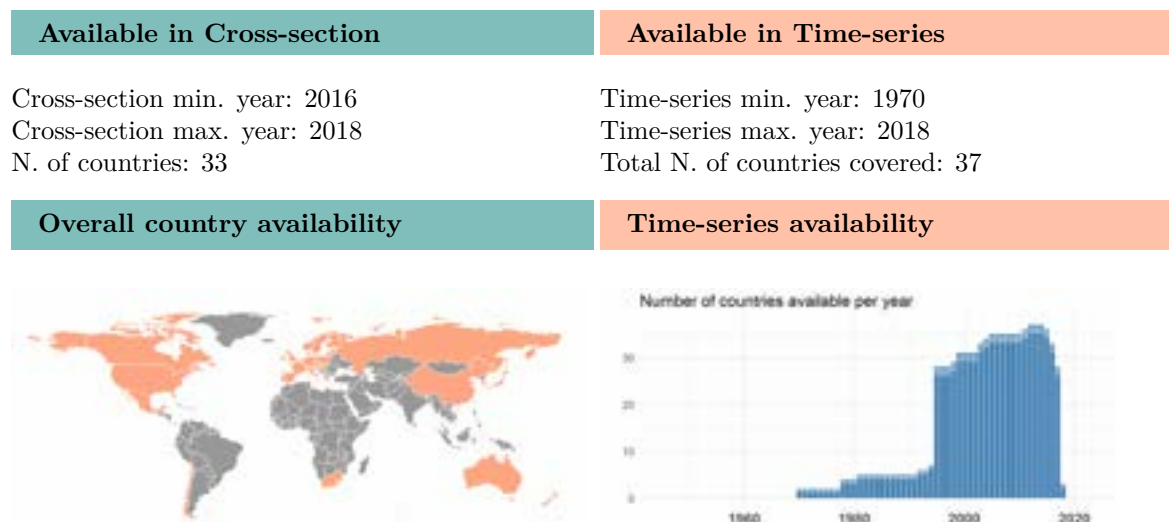 Available in Cross-section
Available in Time-series
Cross-section min. year: 2016
Cross-section max. year: 2018
N. of countries: 33
Time-series min. year: 1970
Time-series max. year: 2018
Total N. of countries covered: 37
Overall country availability
Time-series availability
Number of countries available per year
30
20
10
0
1960
1980
2000
2020